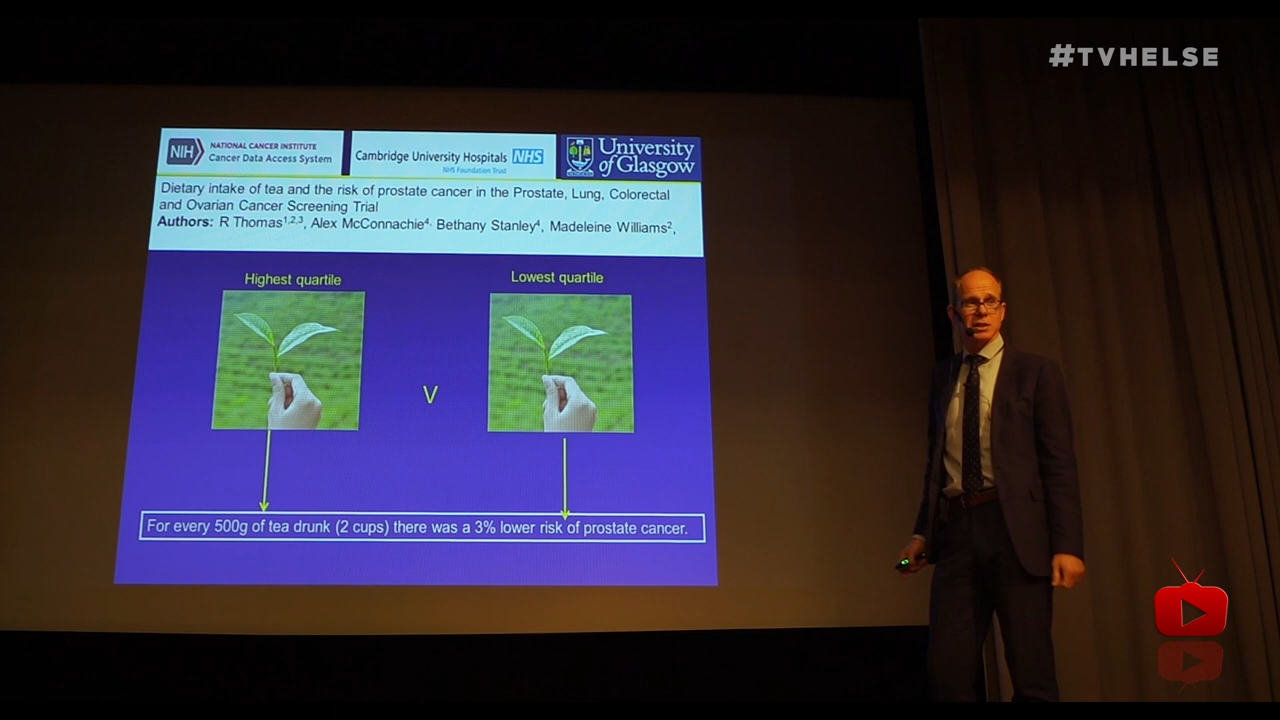 #TVHELSE
NIH NATIONAL CANCER INSTITUTE
Cancer Data Access System
Cambridge University Hospitals NHS
NHS Foundation Trust
University
of Glasgow
Dietary intake of tea and the risk of prostate cancer in the Prostate, Lung, Colorectal
and Ovarian Cancer Screening Trial
Authors: R Thomas1,2,3, Alex McConnachie4, Bethany Stanley4, Madeleine Williams2,
Highest quartile
Lowest quartile
V
For every 500g of tea drunk (2 cups) there was a 3% lower risk of prostate cancer.